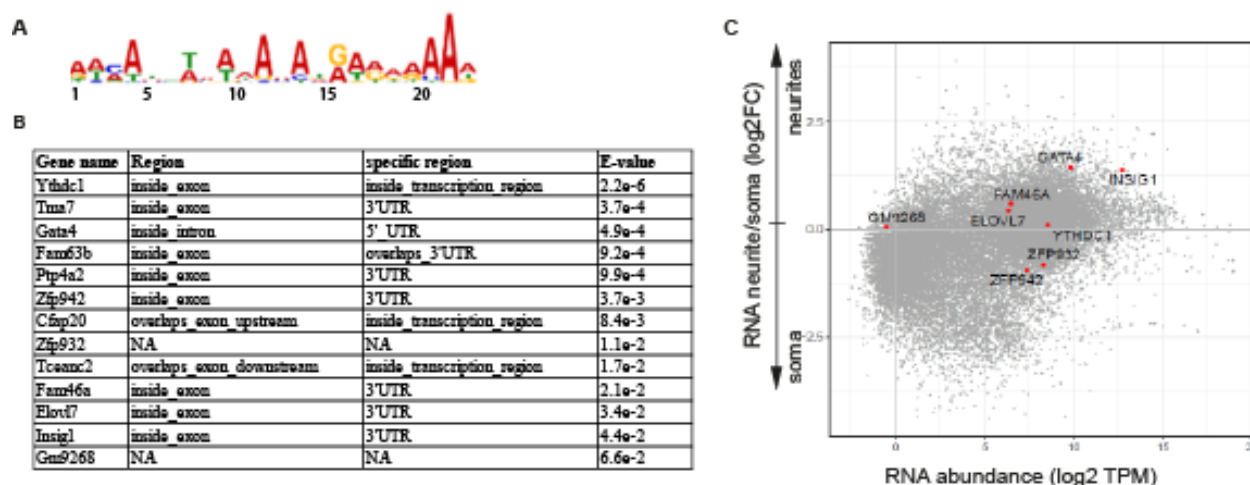 A
1 5 10 15 20
B
Gene name Region specific region E-value
Ythdc1 inside_exon inside_transcription_region 2.2e-6
Tma7 inside_exon 3'UTR 3.7e-4
Gata4 inside_intron 5'_UTR 4.9e-4
Fam63b inside_exon overlaps_3'UTR 9.2e-4
Ptp4a2 inside_exon 3'UTR 9.9e-4
Zfp942 inside_exon 3'UTR 3.7e-3
Cfap20 overlaps_exon_upstream inside_transcription_region 8.4e-3
Zfp932 NA NA 1.1e-2
Tceanc2 overlaps_exon_downstream inside_transcription_region 1.7e-2
Fam46a inside_exon 3'UTR 2.1e-2
Elovl7 inside_exon 3'UTR 3.4e-2
Insig1 inside_exon 3'UTR 4.4e-2
Gm9268 NA NA 6.6e-2
C
RNA neurite/soma (log2FC)
neurites
soma
2.5
0.0
-2.5
GATA4
INSIG1
FAM46A
GM9268
ELOVL7
YTHDC1
ZFP932
ZFP942
0 5 10 15
RNA abundance (log2 TPM)